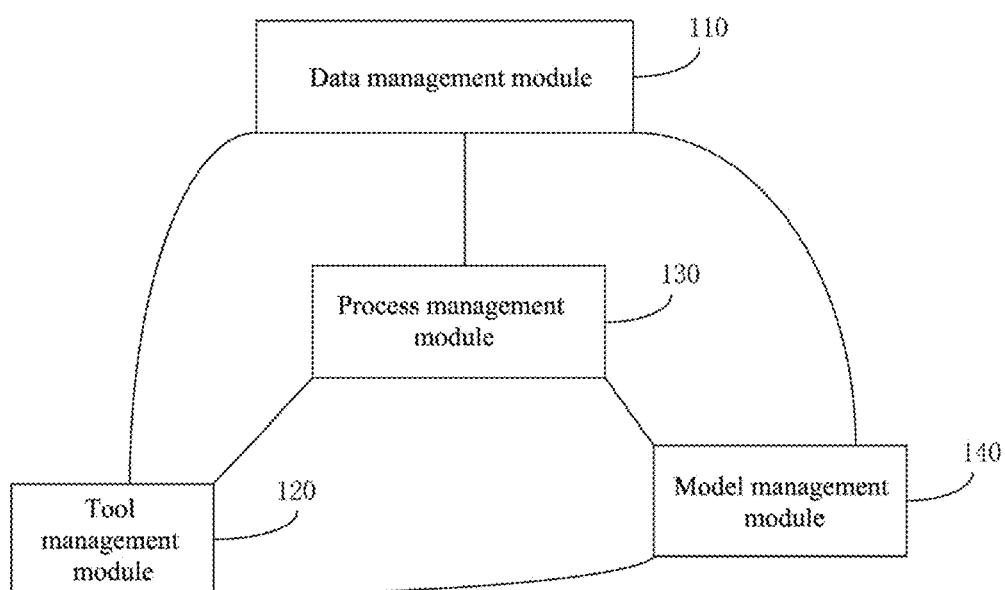 110
Data management module
130
Process management
module
140
Model management
module
120
Tool
management
module